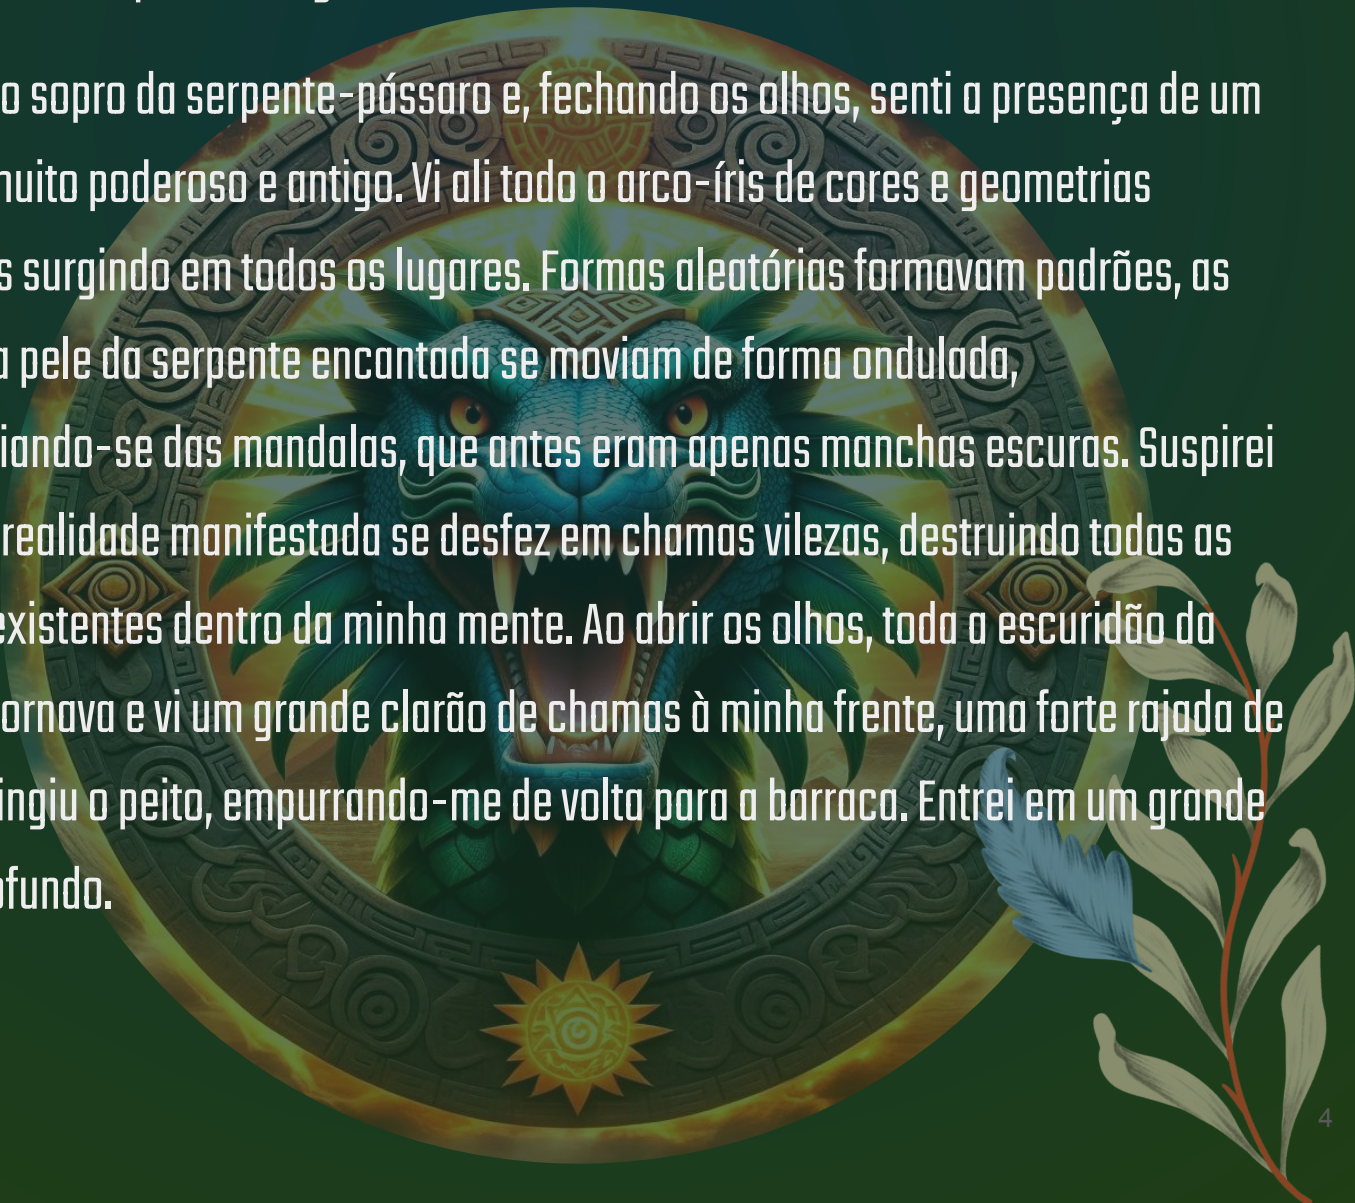 o sopro da serpente-pássaro e, fechando os olhos, senti a presença de um
muito poderoso e antigo. Vi ali todo o arco-íris de cores e geometrias
s surgindo em todos os lugares. Formas aleatórias formavam padrões, as
a pele da serpente encantada se moviam de forma ondulada,
iando-se das mandalas, que antes eram apenas manchas escuras. Suspirei
realidade manifestada se desfez em chamas vilezas, destruindo todas as
existentes dentro da minha mente. Ao abrir os olhos, toda a escuridão da
ornava e vi um grande clarão de chamas à minha frente, uma forte rajada de
ingiu o peito, empurrando-me de volta para a barraca. Entrei em um grande
ofundo.
4